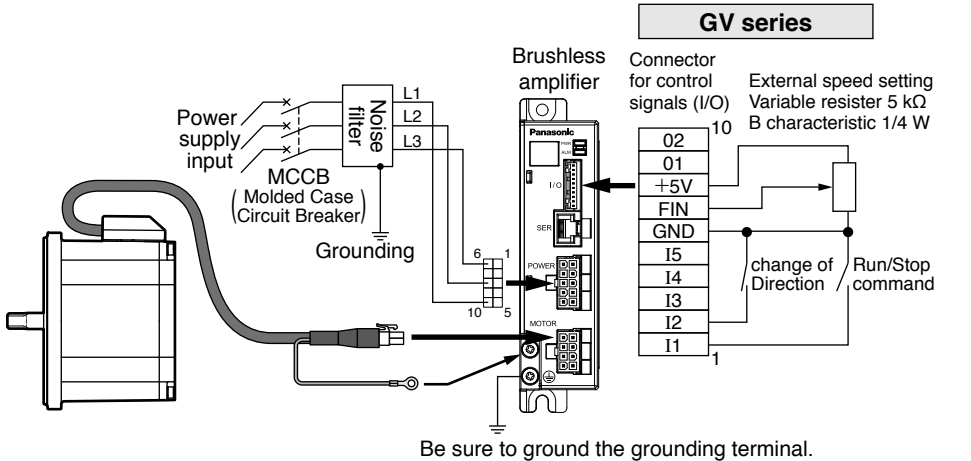 GV series
Brushless
amplifier
Connector
for control
signals (I/O)
External speed setting
Variable resister 5 kΩ
B characteristic 1/4 W
Power
supply
input
MCCB
(Molded Case
Circuit Breaker)
Noise
filter
L1
L2
L3
Grounding
6
1
10
5
Panasonic
PWR
ALM
I/O
SER
POWER
MOTOR
10
02
01
+5V
FIN
GND
I5
I4
I3
I2
I1
1
change of
Direction
Run/Stop
command
Be sure to ground the grounding terminal.